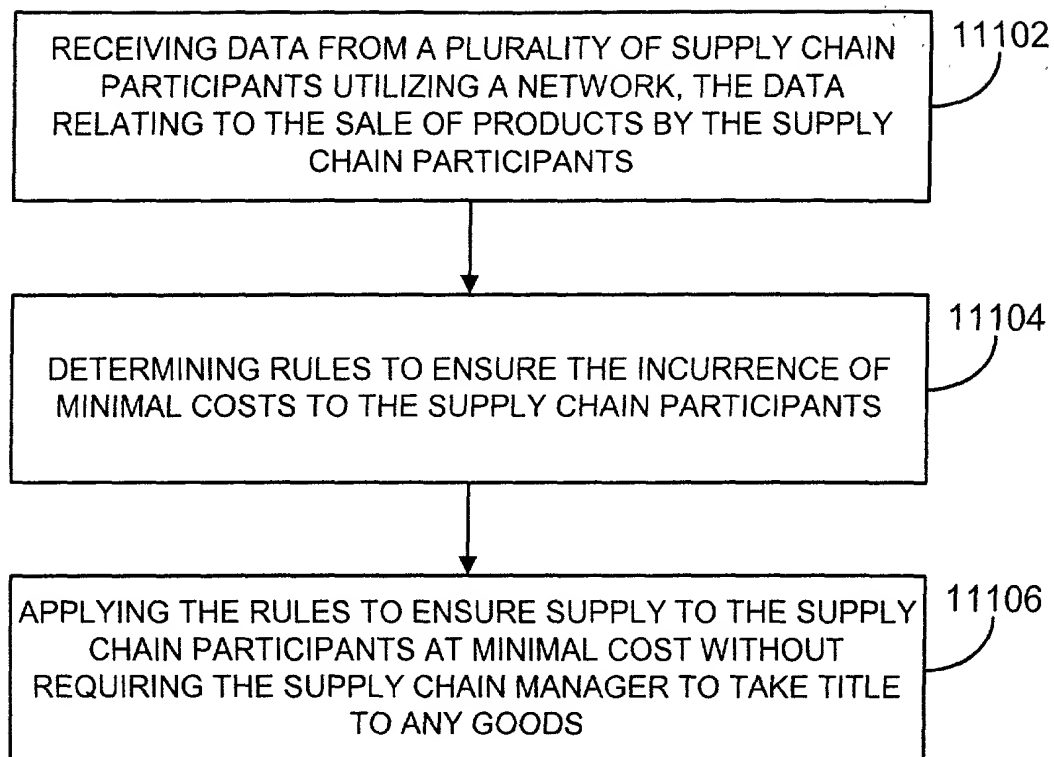 RECEIVING DATA FROM A PLURALITY OF SUPPLY CHAIN
PARTICIPANTS UTILIZING A NETWORK, THE DATA
RELATING TO THE SALE OF PRODUCTS BY THE SUPPLY
CHAIN PARTICIPANTS
11102
DETERMINING RULES TO ENSURE THE INCURRENCE OF
MINIMAL COSTS TO THE SUPPLY CHAIN PARTICIPANTS
11104
APPLYING THE RULES TO ENSURE SUPPLY TO THE SUPPLY
CHAIN PARTICIPANTS AT MINIMAL COST WITHOUT
REQUIRING THE SUPPLY CHAIN MANAGER TO TAKE TITLE
TO ANY GOODS
11106